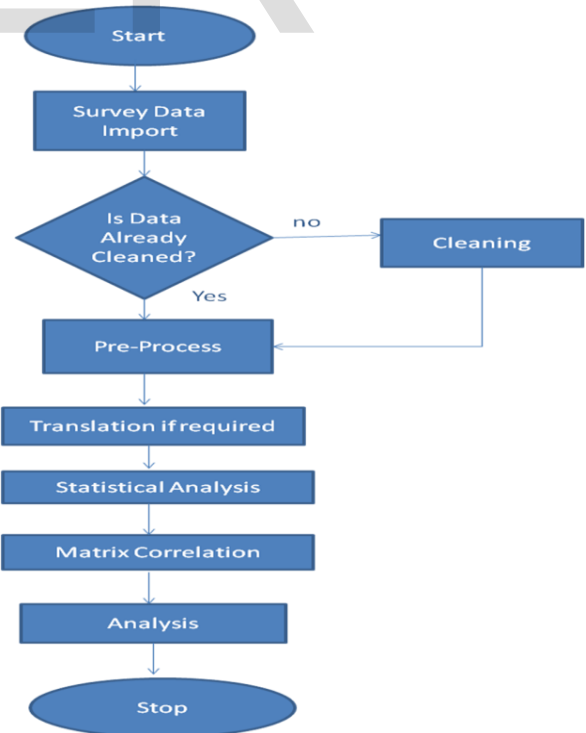 Start
Survey Data
Import
Is Data
Already
Cleaned?
no
Cleaning
Yes
Pre-Process
Translation if required
Statistical Analysis
Matrix Correlation
Analysis
Stop